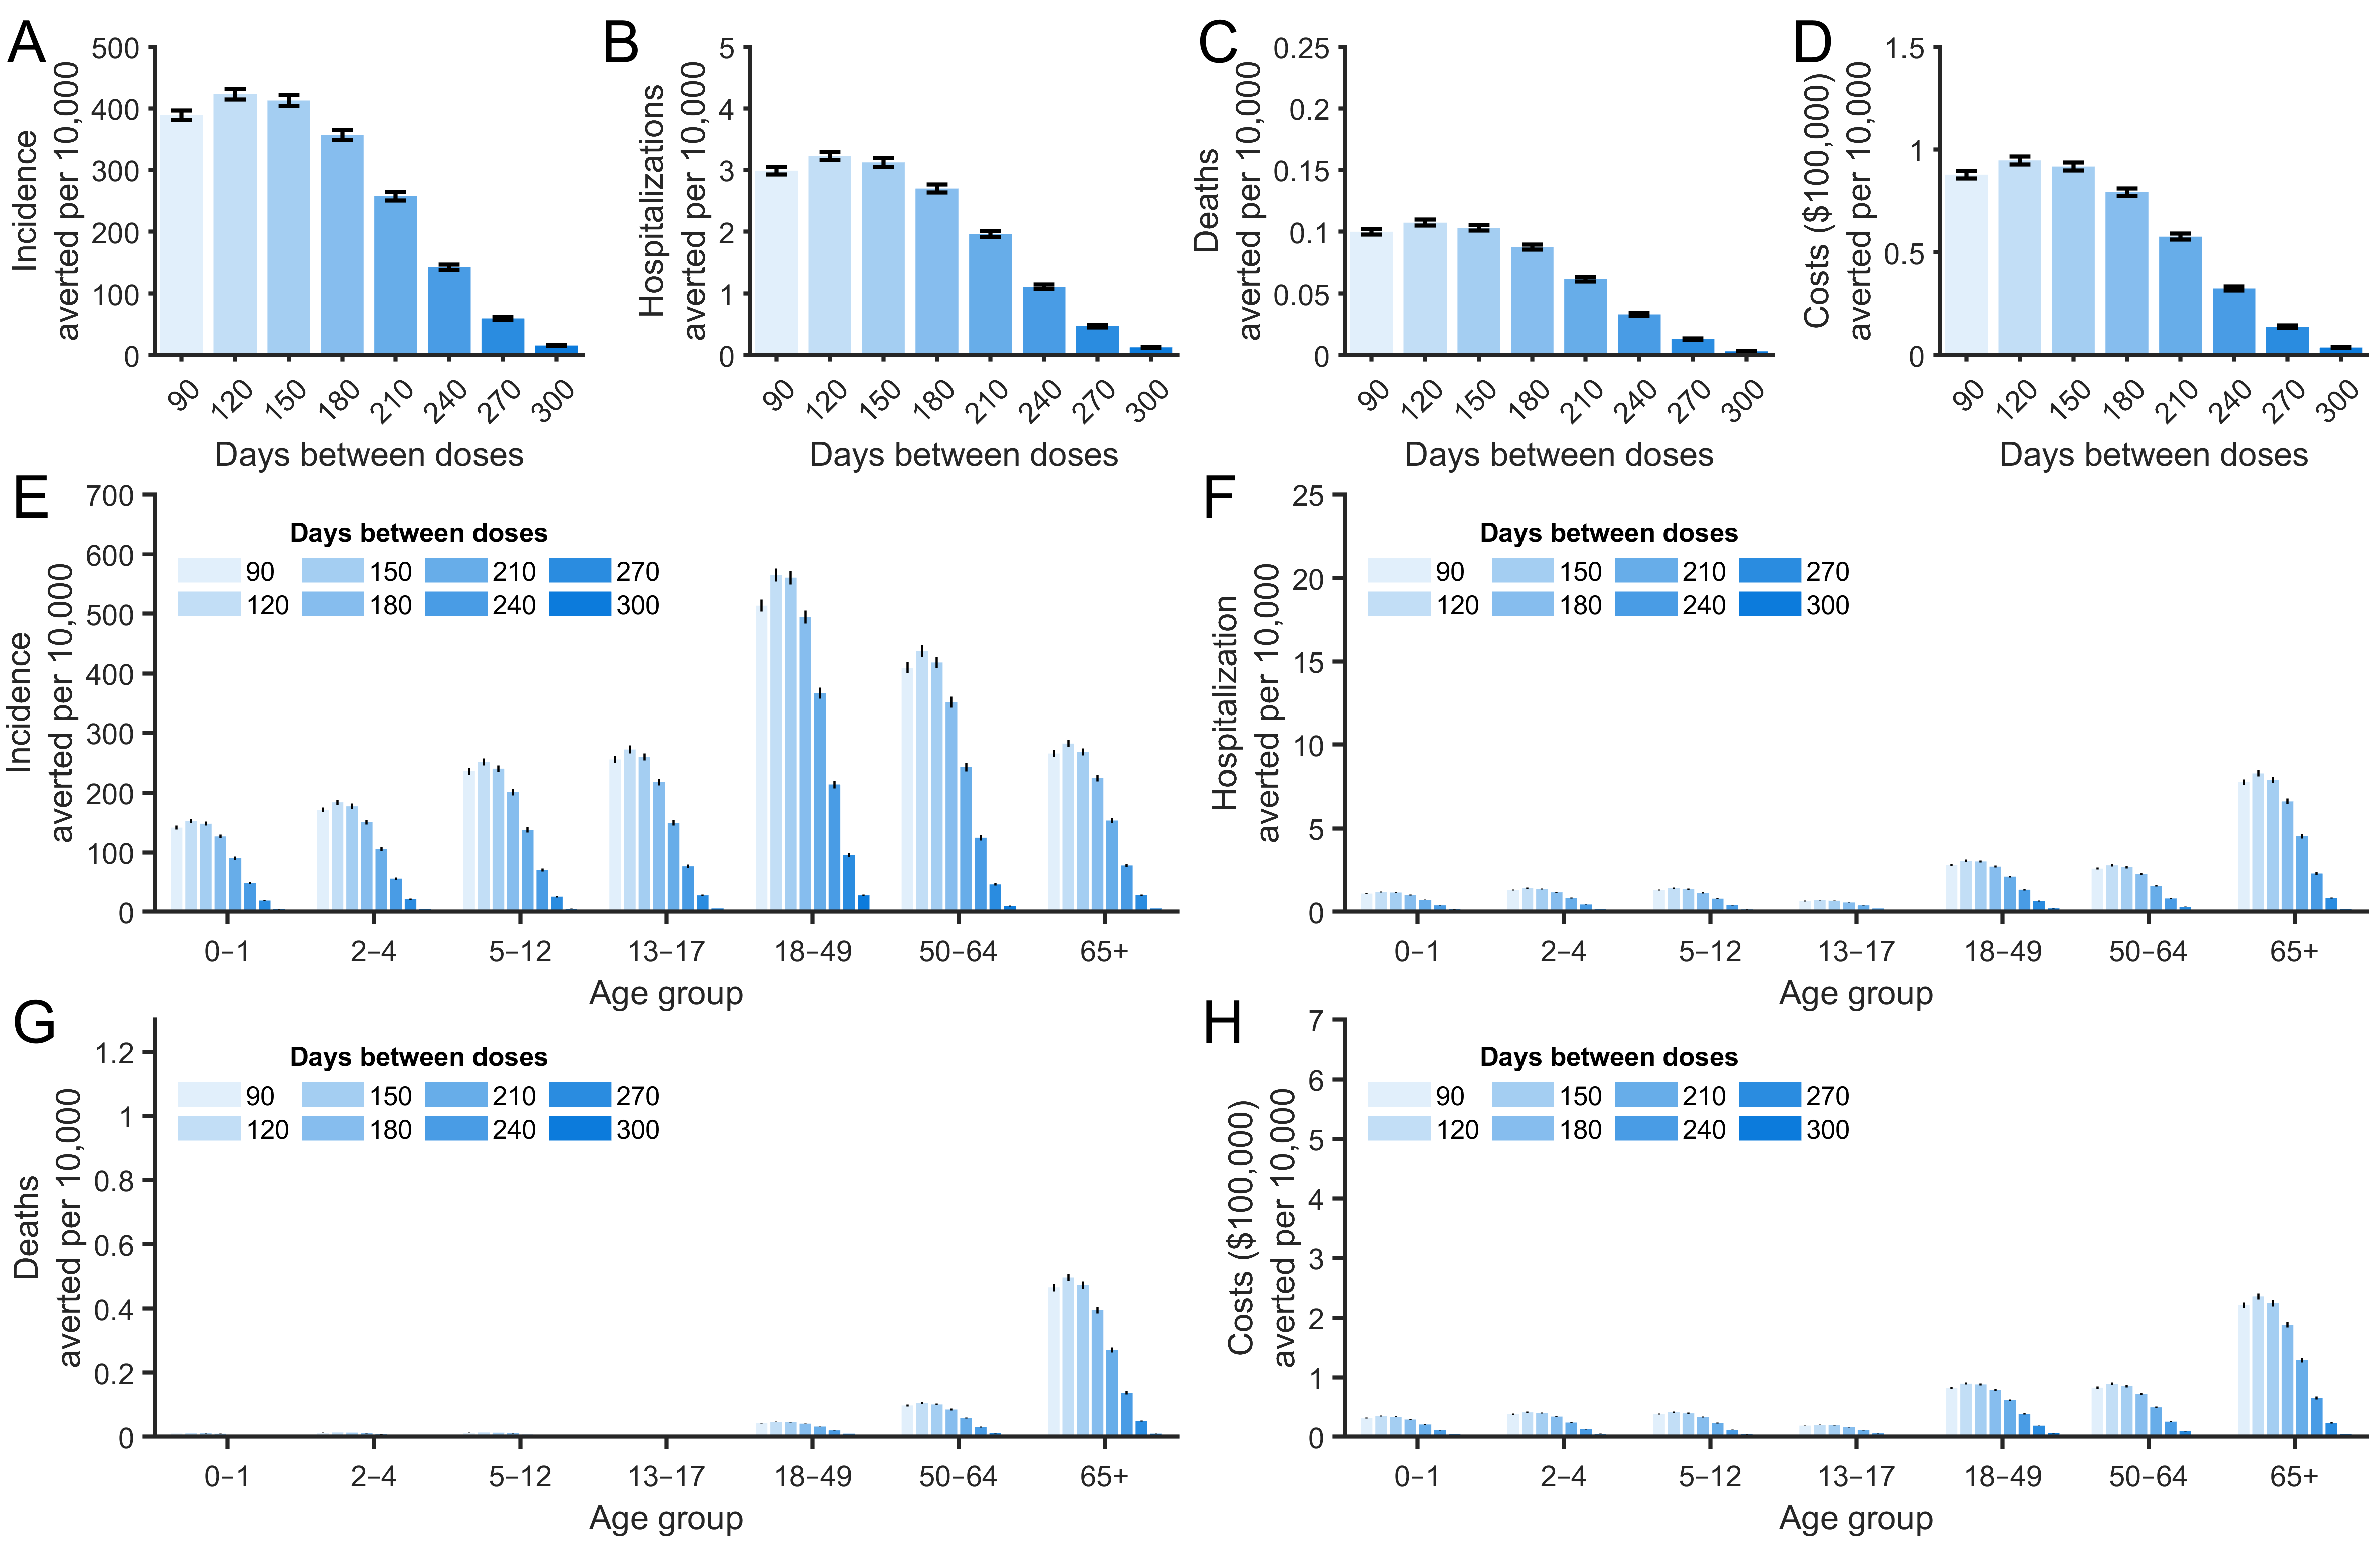 A
Incidence
averted per 10,000
500
400
300
200
100
0
90
120
150
180
210
240
270
300
Days between doses
B
Hospitalizations
averted per 10,000
5
4
3
2
1
0
90
120
150
180
210
240
270
300
Days between doses
C
Deaths
averted per 10,000
0.25
0.2
0.15
0.1
0.05
0
90
120
150
180
210
240
270
300
Days between doses
D
Costs ($100,000)
averted per 10,000
1.5
1
0.5
0
90
120
150
180
210
240
270
300
Days between doses
E
Incidence
averted per 10,000
700
600
500
400
300
200
100
0
Days between doses
90 150 210 270
120 180 240 300
0–1
2–4
5–12
13–17
18–49
50–64
65+
Age group
F
Hospitalization
averted per 10,000
25
20
15
10
5
0
Days between doses
90 150 210 270
120 180 240 300
0–1
2–4
5–12
13–17
18–49
50–64
65+
Age group
G
Deaths
averted per 10,000
1.2
1
0.8
0.6
0.4
0.2
0
Days between doses
90 150 210 270
120 180 240 300
0–1
2–4
5–12
13–17
18–49
50–64
65+
Age group
H
Costs ($100,000)
averted per 10,000
7
6
5
4
3
2
1
0
Days between doses
90 150 210 270
120 180 240 300
0–1
2–4
5–12
13–17
18–49
50–64
65+
Age group